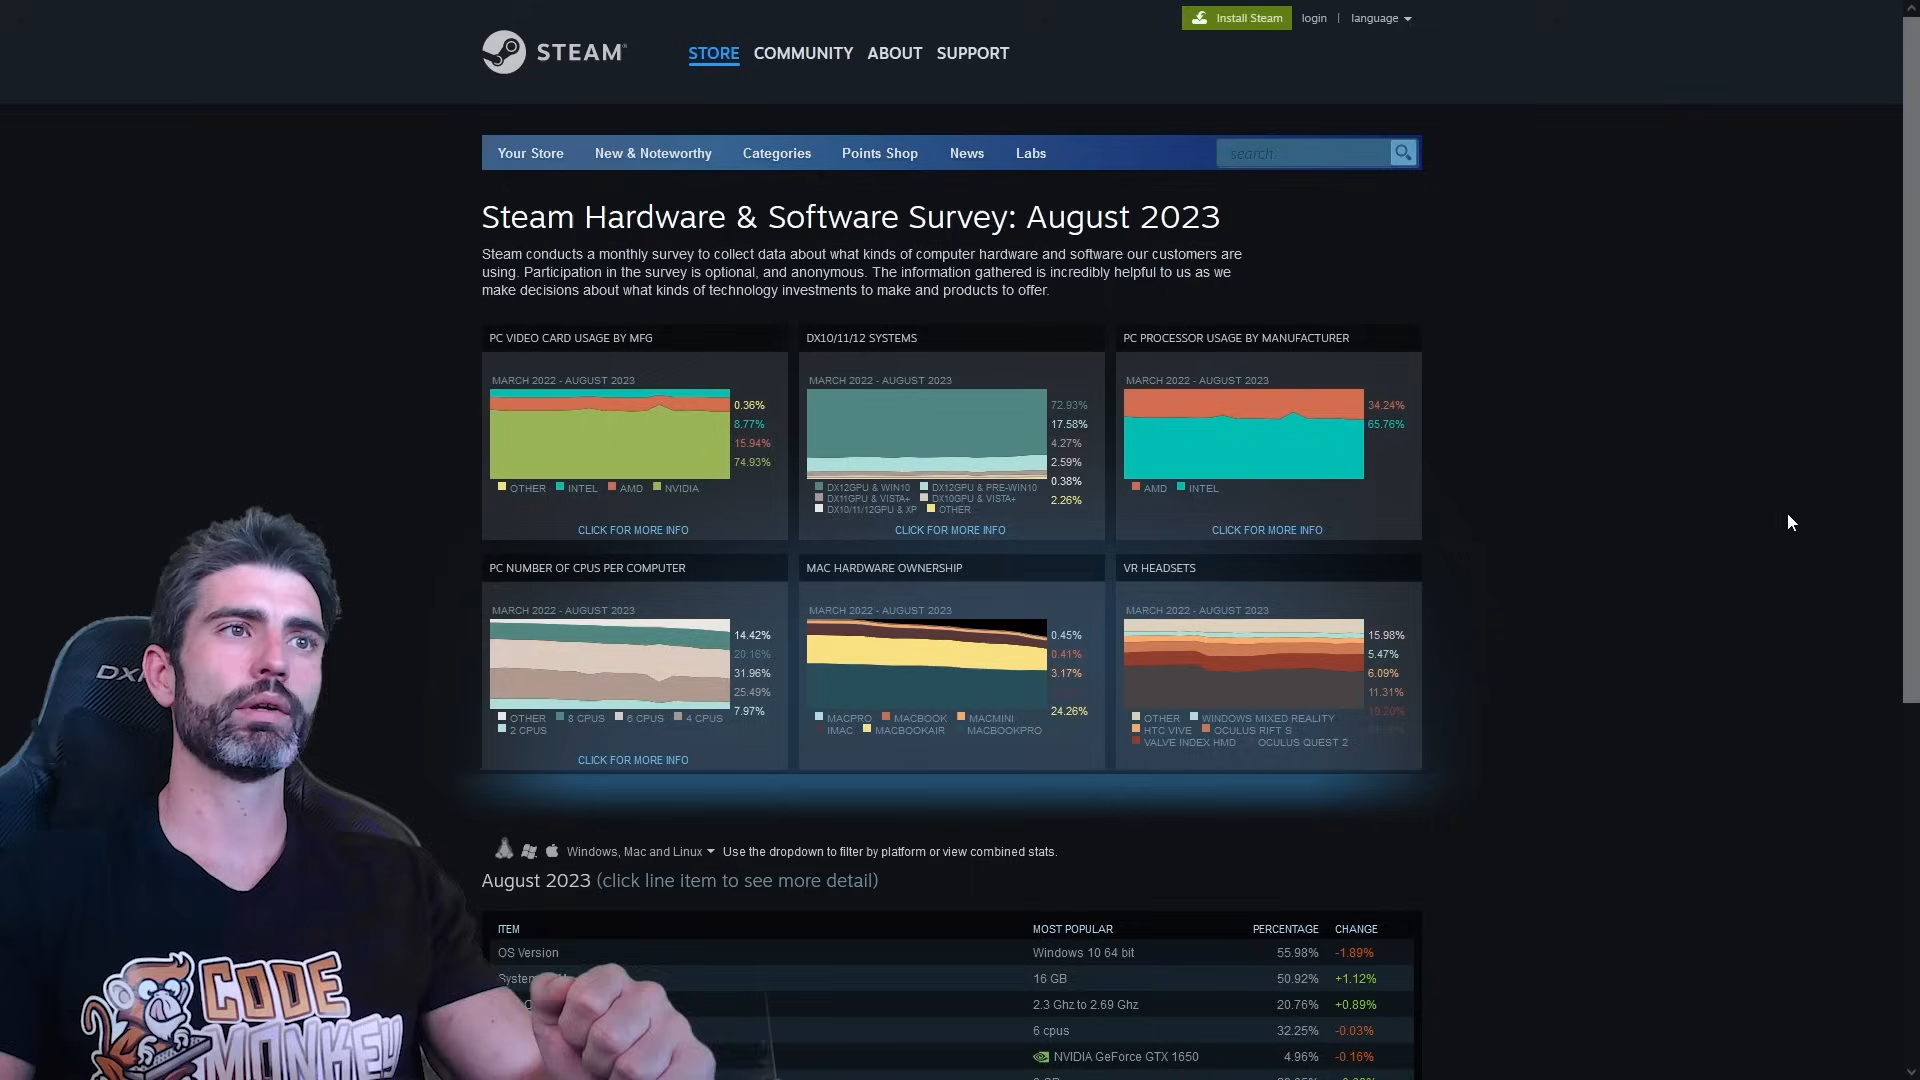 Install Steam login | language
STEAM®
STORE COMMUNITY ABOUT SUPPORT
Your Store New & Noteworthy Categories Points Shop News Labs search
Steam Hardware & Software Survey: August 2023
Steam conducts a monthly survey to collect data about what kinds of computer hardware and software our customers are
using. Participation in the survey is optional, and anonymous. The information gathered is incredibly helpful to us as we
make decisions about what kinds of technology investments to make and products to offer.
PC VIDEO CARD USAGE BY MFG
MARCH 2022 - AUGUST 2023
0.36%
8.77%
15.94%
74.93%
OTHER INTEL AMD NVIDIA
CLICK FOR MORE INFO
DX10/11/12 SYSTEMS
MARCH 2022 - AUGUST 2023
72.93%
17.58%
4.27%
2.59%
0.38%
2.26%
DX12GPU & WIN10 DX12GPU & PRE-WIN10
DX11GPU & VISTA+ DX10GPU & VISTA+
DX10/11/12GPU & XP OTHER
CLICK FOR MORE INFO
PC PROCESSOR USAGE BY MANUFACTURER
MARCH 2022 - AUGUST 2023
34.24%
65.76%
AMD INTEL
CLICK FOR MORE INFO
PC NUMBER OF CPUS PER COMPUTER
MARCH 2022 - AUGUST 2023
14.42%
20.16%
31.96%
25.49%
7.97%
OTHER 8 CPUS 6 CPUS 4 CPUS
2 CPUS
CLICK FOR MORE INFO
MAC HARDWARE OWNERSHIP
MARCH 2022 - AUGUST 2023
0.45%
0.41%
3.17%
24.26%
MACPRO MACBOOK MACMINI
IMAC MACBOOKAIR MACBOOKPRO
VR HEADSETS
MARCH 2022 - AUGUST 2023
15.98%
5.47%
6.09%
11.31%
OTHER WINDOWS MIXED REALITY
HTC VIVE OCULUS RIFT S
VALVE INDEX HMD OCULUS QUEST 2
Windows, Mac and Linux Use the dropdown to filter by platform or view combined stats.
August 2023 (click line item to see more detail)
ITEM MOST POPULAR PERCENTAGE CHANGE
OS Version Windows 10 64 bit 55.98% -1.89%
System 16 GB 50.92% +1.12%
2.3 Ghz to 2.69 Ghz 20.76% +0.89%
6 cpus 32.25% -0.03%
NVIDIA GeForce GTX 1650 4.96% -0.16%
CODE
MONKEY